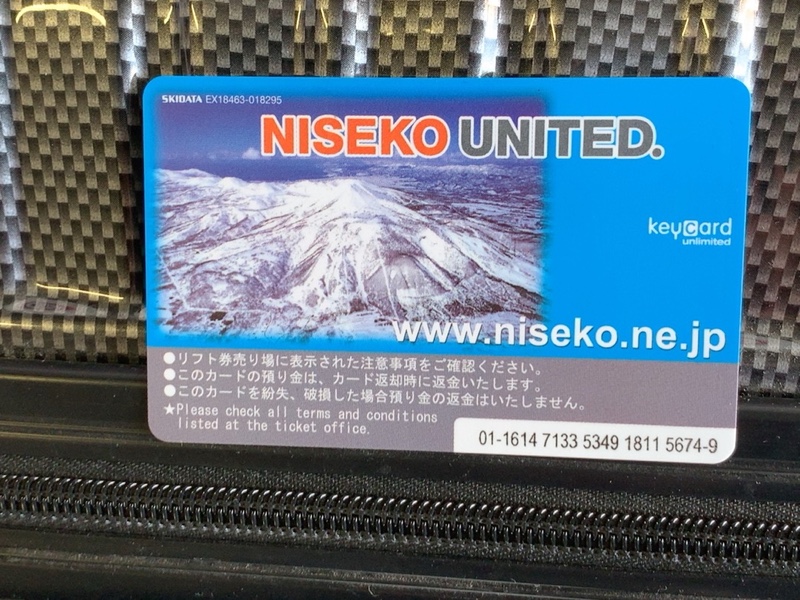 SKIDATA EX18463-018295
NISEKO UNITED.
keycard
unlimited
www.niseko.ne.jp
●リフト券売り場に表示された注意事項をご確認ください。
●このカードの預り金は、カード返却時に返金いたします。
●このカードを紛失、破損した場合預り金の返金はいたしません。
★Please check all terms and conditions
listed at the ticket office.
01-1614 7133 5349 1811 5674-9